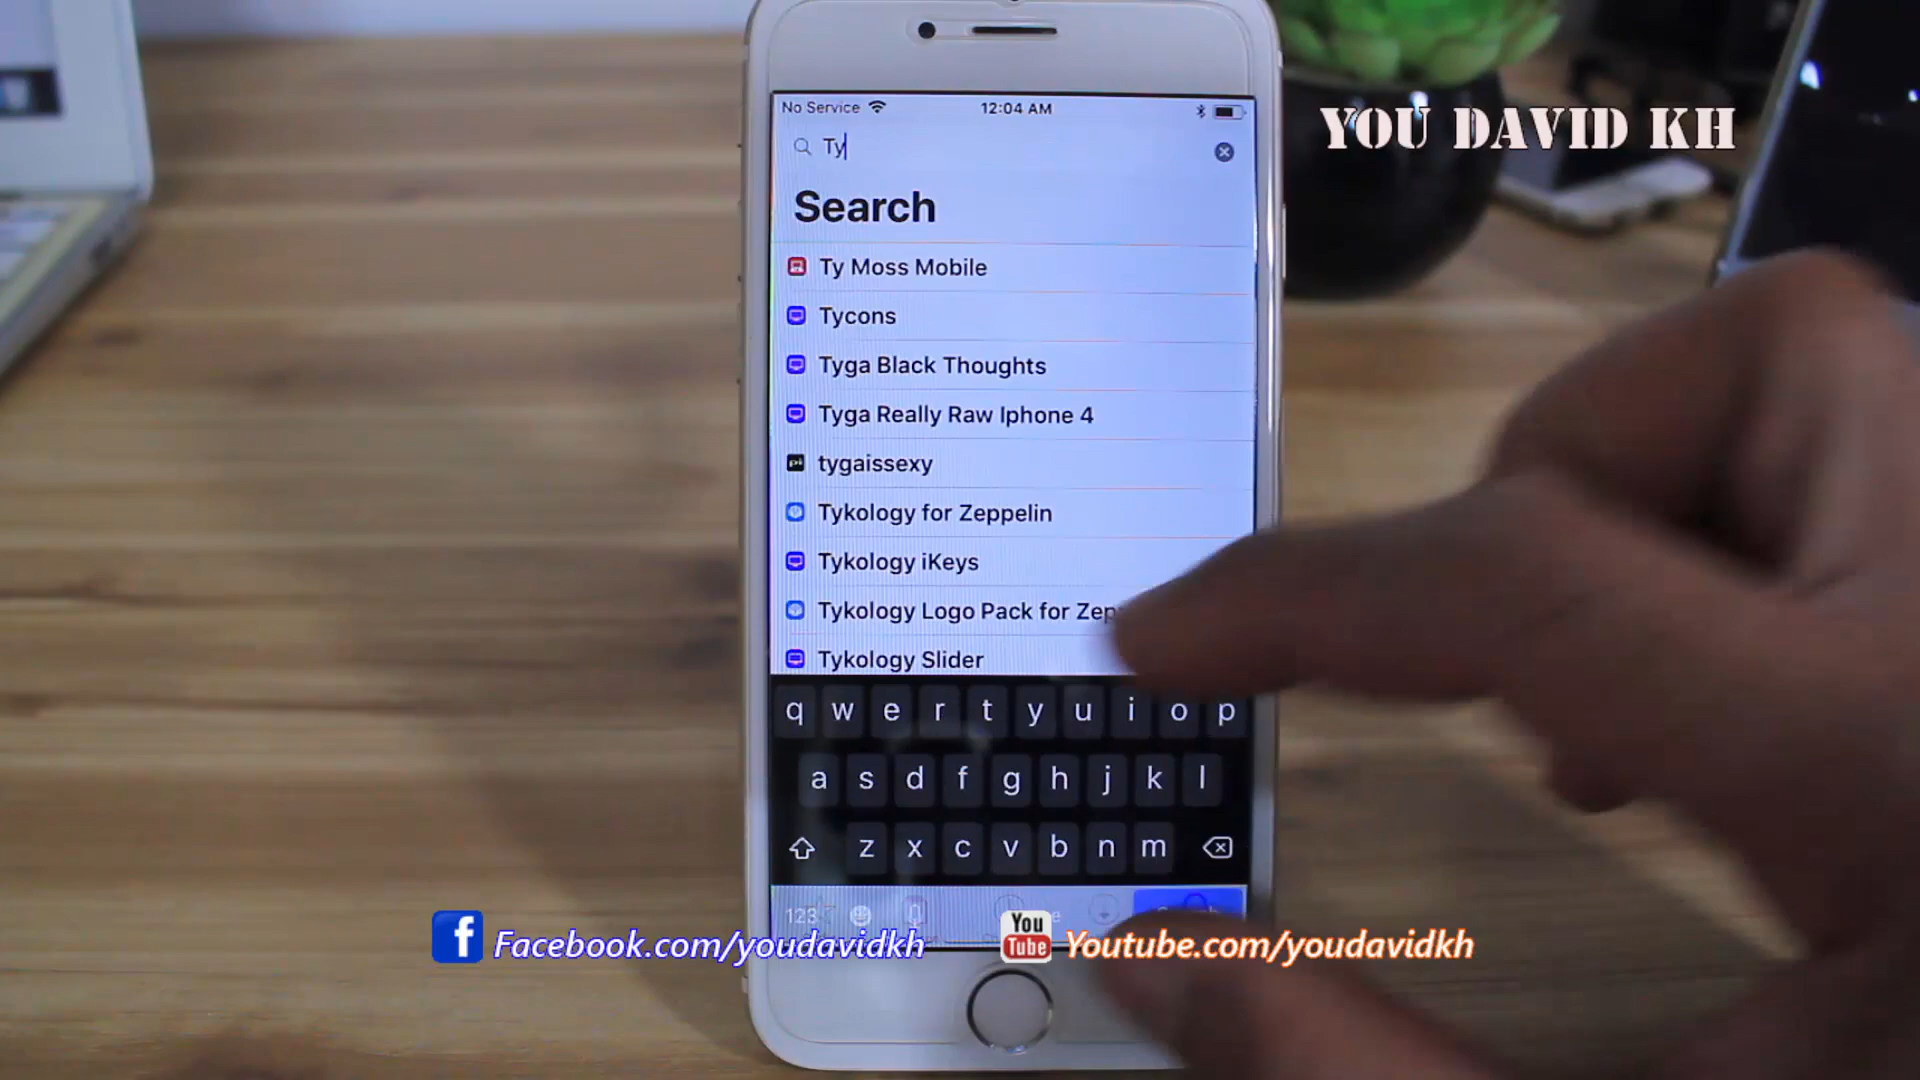 No Service 12:04 AM
YOU DAVID KH
Ty
Search
Ty Moss Mobile
Tycons
Tyga Black Thoughts
Tyga Really Raw Iphone 4
tygaissexy
Tykology for Zeppelin
Tykology iKeys
Tykology Logo Pack for Zep
Tykology Slider
q w e r t y u i o p
a s d f g h j k l
z x c v b n m
123
f Facebook.com/youdavidkh
You Tube Youtube.com/youdavidkh